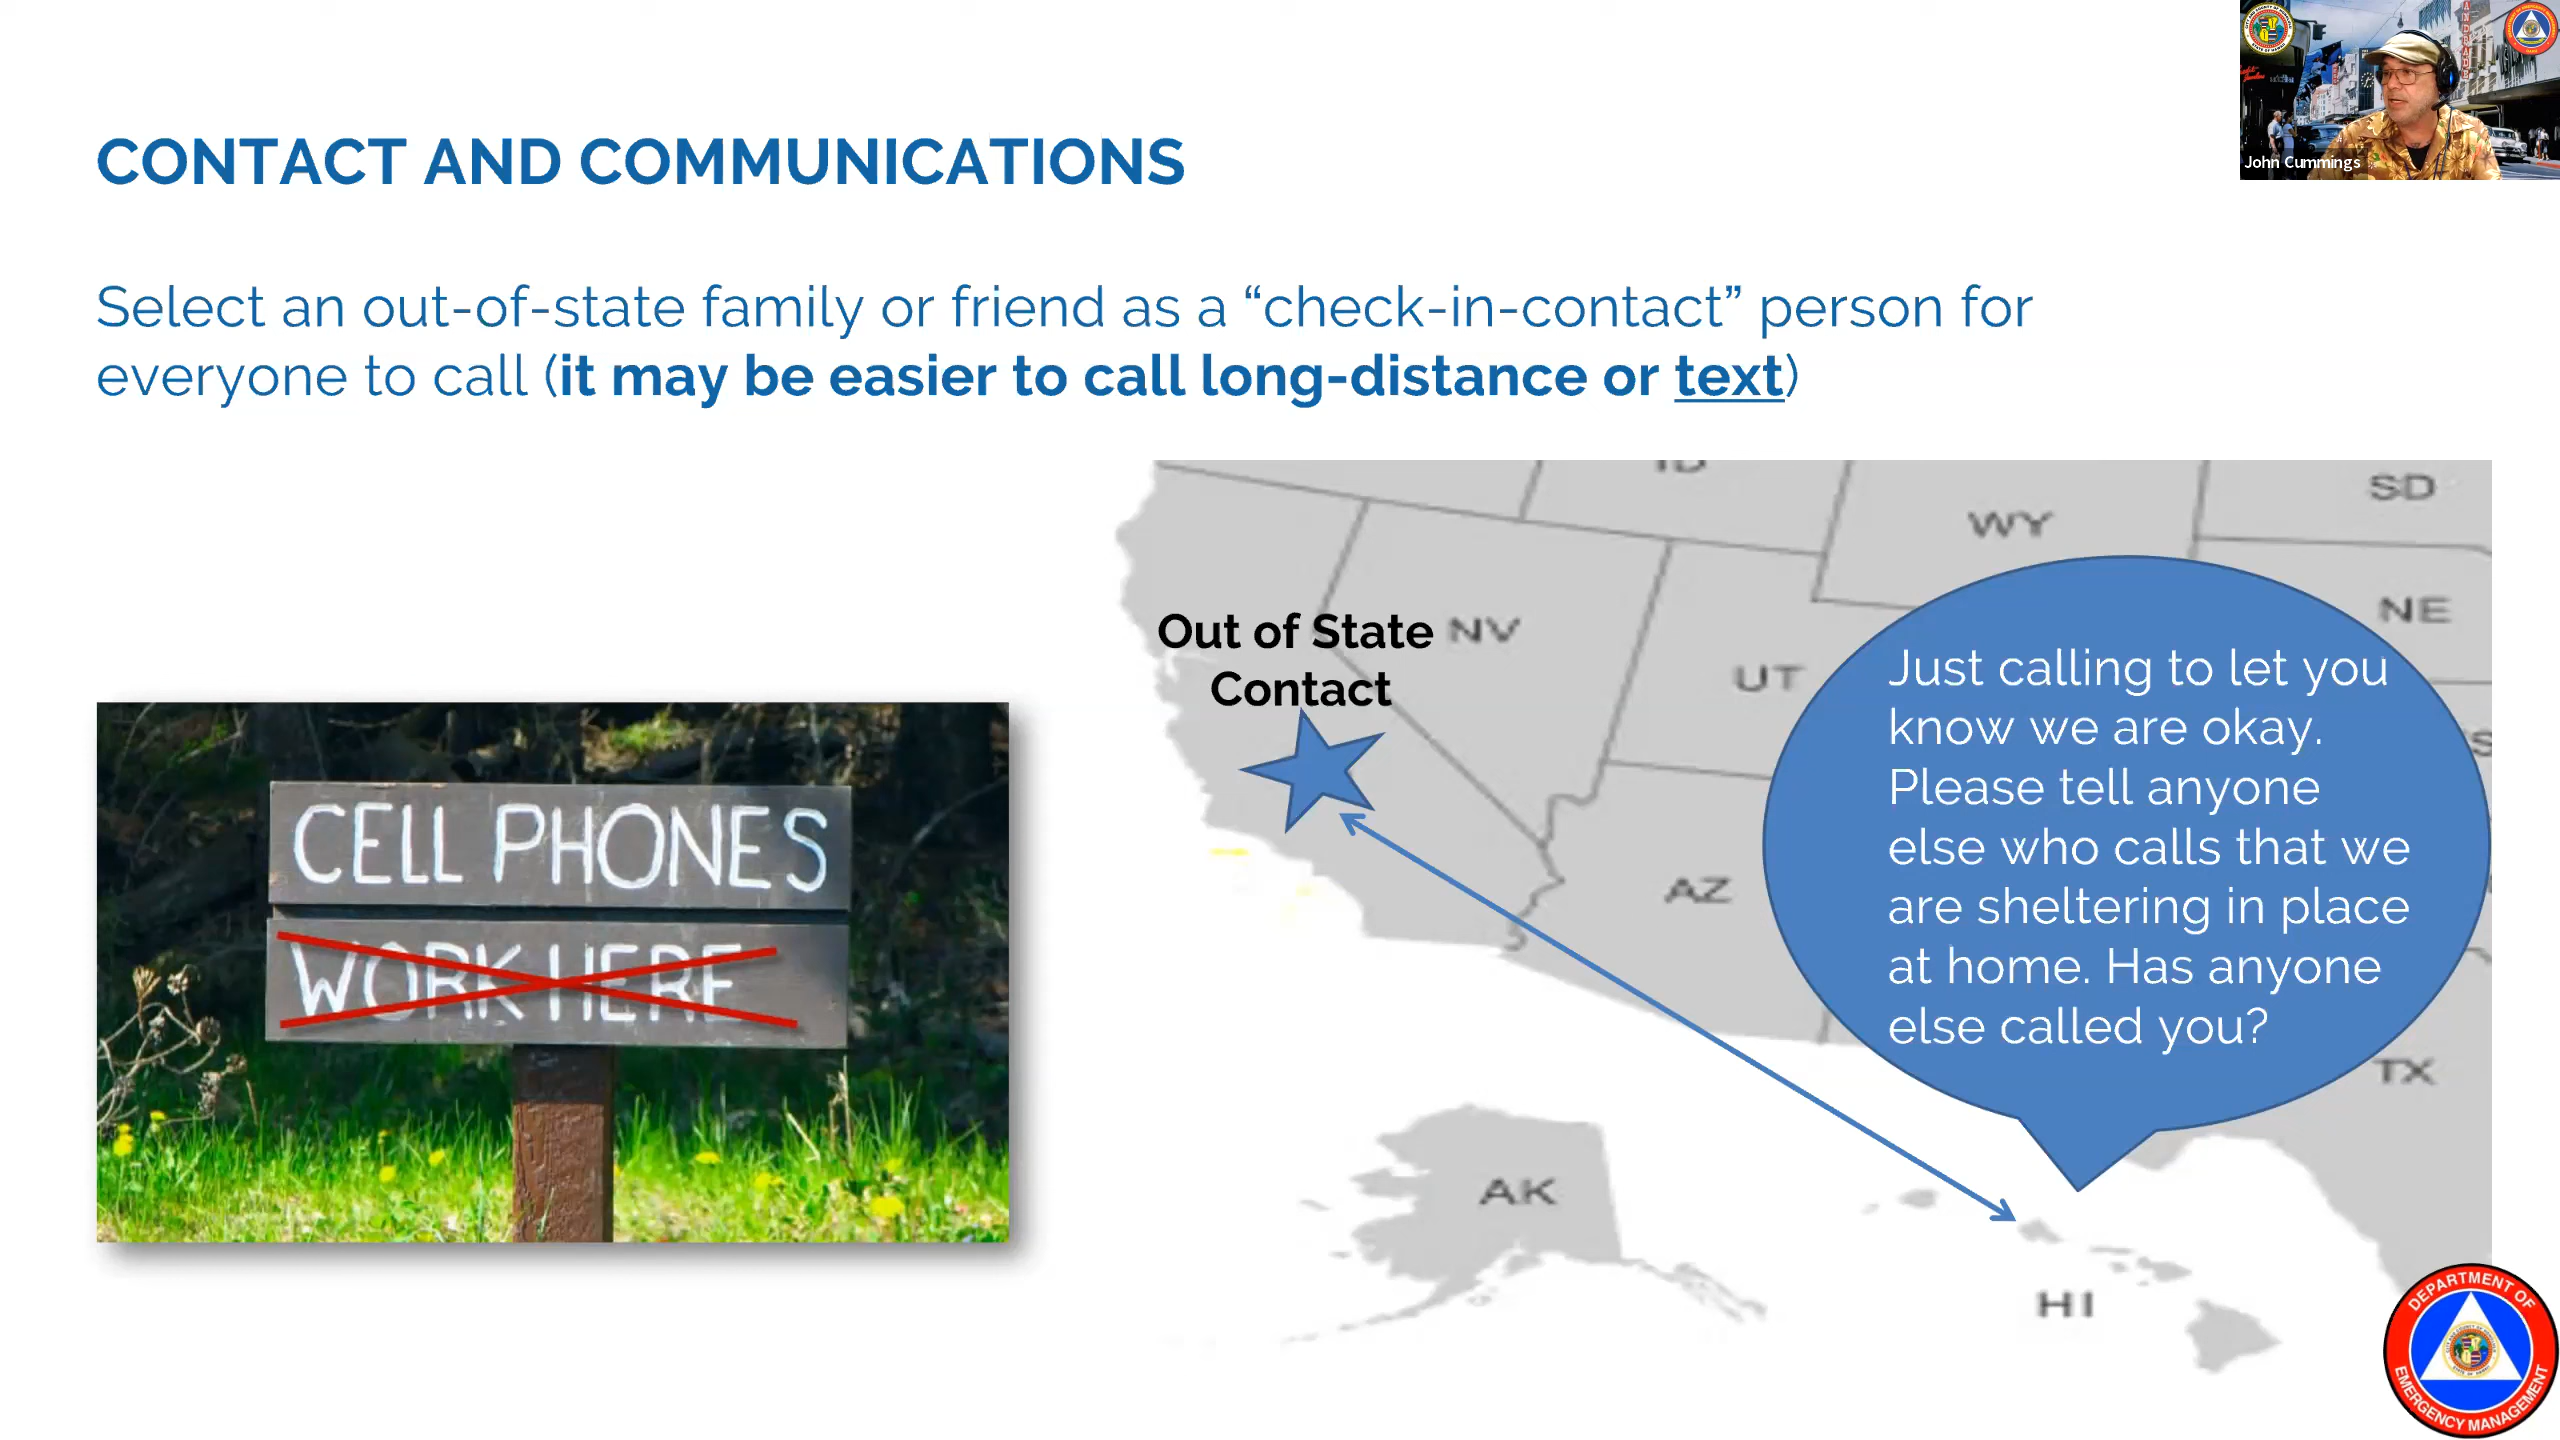 CONTACT AND COMMUNICATIONS
Select an out-of-state family or friend as a “check-in-contact” person for
everyone to call (it may be easier to call long-distance or text)
John Cummings
CELL PHONES
WORK HERE
Out of State
Contact
ID
WY
SD
NE
NV
UT
AZ
TX
AK
HI
Just calling to let you
know we are okay.
Please tell anyone
else who calls that we
are sheltering in place
at home. Has anyone
else called you?
DEPARTMENT OF
EMERGENCY MANAGEMENT